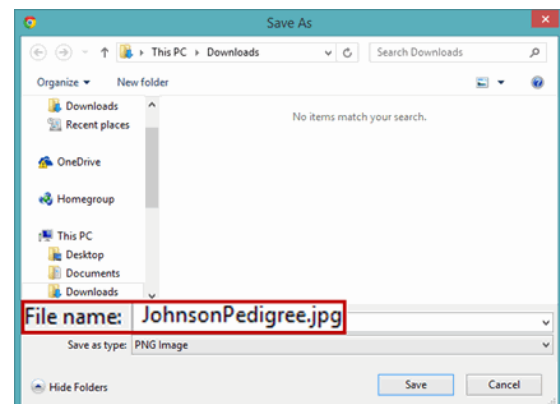 Save As
This PC Downloads Search Downloads
Organize New folder
Downloads
Recent places
No items match your search.
OneDrive
Homegroup
This PC
Desktop
Documents
Downloads
File name: JohnsonPedigree.jpg
Save as type: PNG Image
Hide Folders Save Cancel